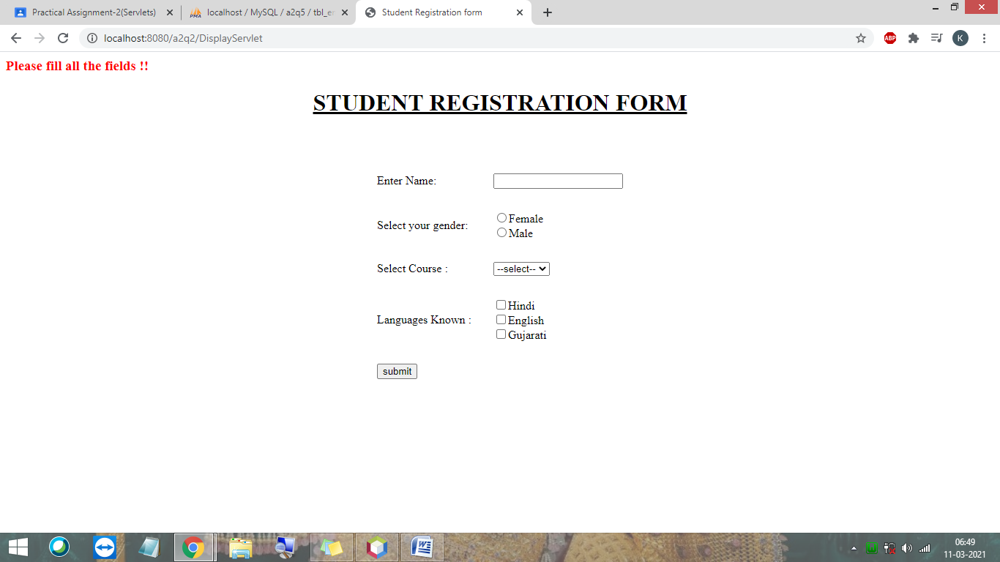 Practical Assignment-2(Servlets)
localhost / MySQL / a2q5 / tbl_er
Student Registration form
localhost:8080/a2q2/DisplayServlet
ABP
K
Please fill all the fields !!
STUDENT REGISTRATION FORM
Enter Name:
Select your gender:
Female
Male
Select Course :
--select--
Languages Known :
Hindi
English
Gujarati
submit
06:49
11-03-2021